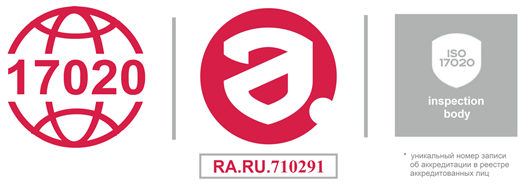 17020
a
RA.RU.710291
ISO
17020
inspection
body
* уникальный номер записи
об аккредитации в реестре
аккредитованных лиц